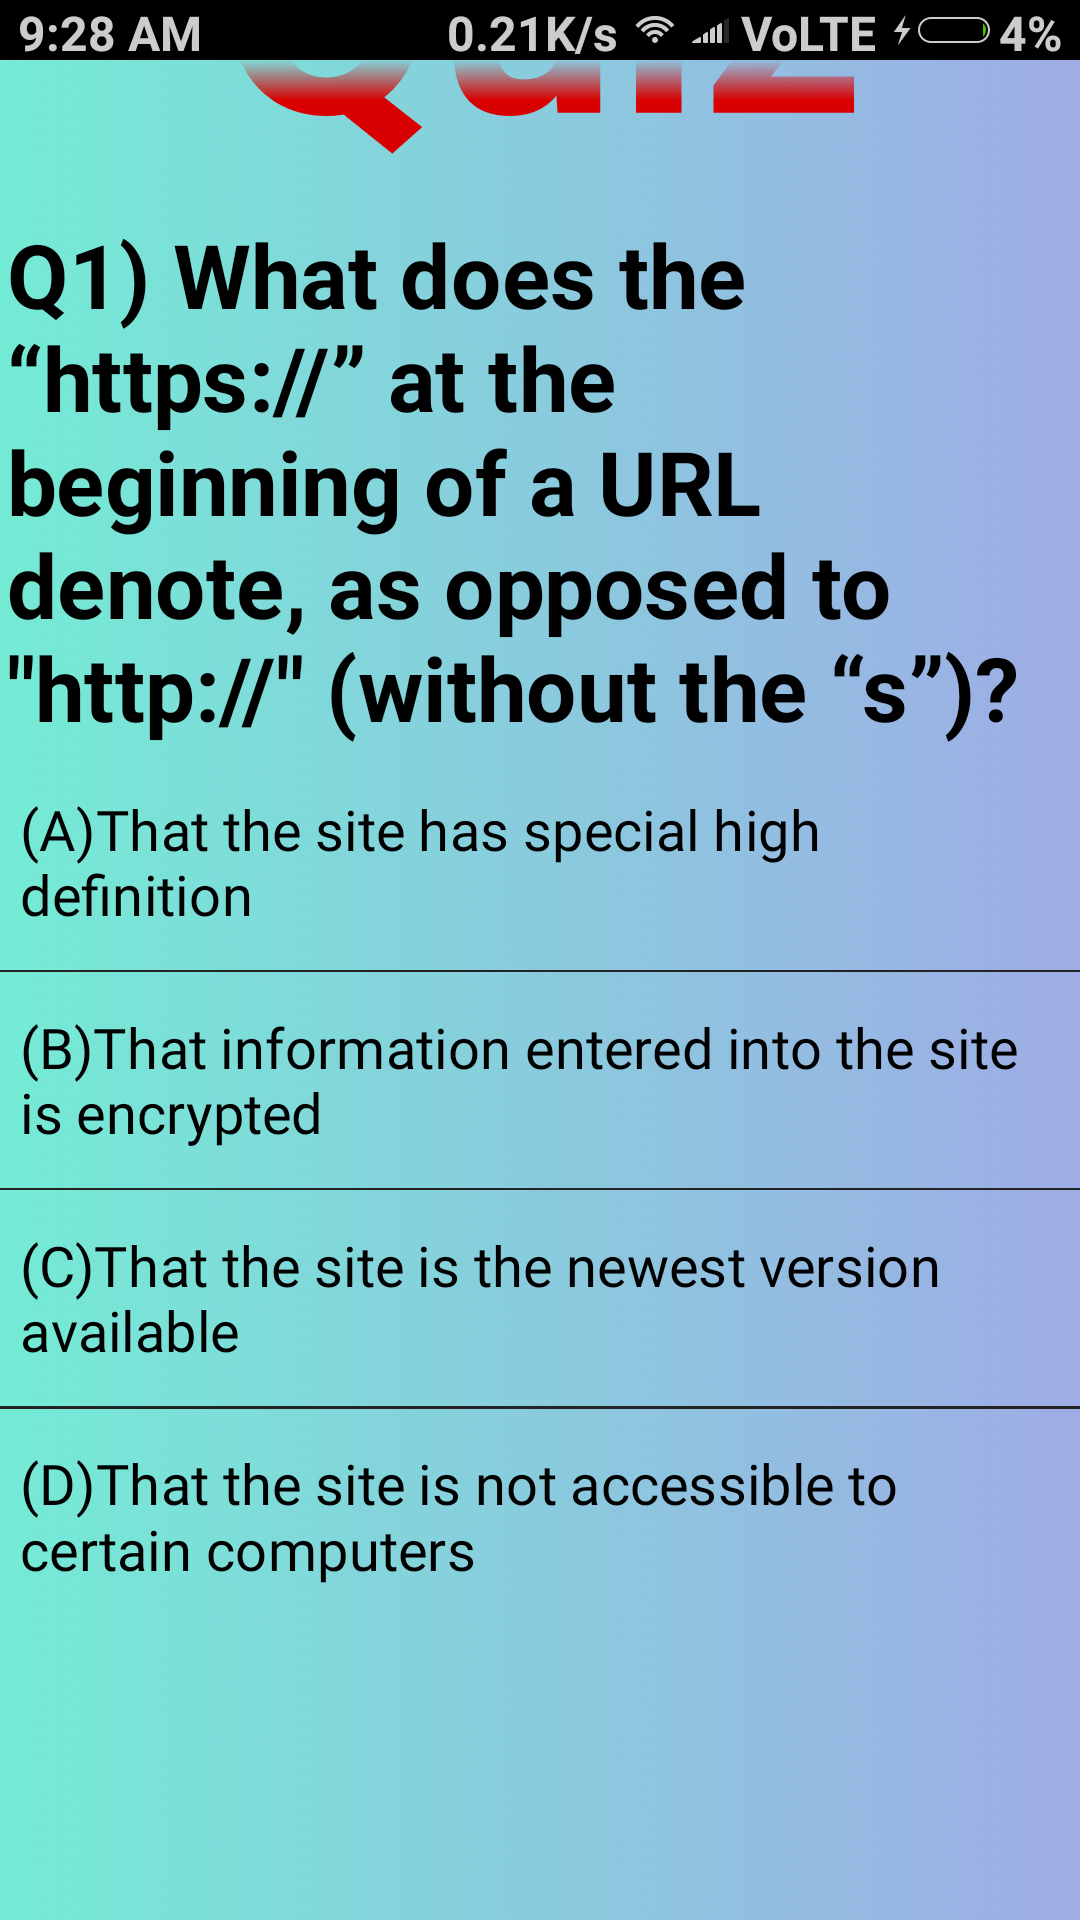 9:28 AM 0.21K/s VoLTE 4%
Quiz
Q1) What does the
“https://” at the
beginning of a URL
denote, as opposed to
"http://" (without the “s”)?
(A)That the site has special high
definition
(B)That information entered into the site
is encrypted
(C)That the site is the newest version
available
(D)That the site is not accessible to
certain computers